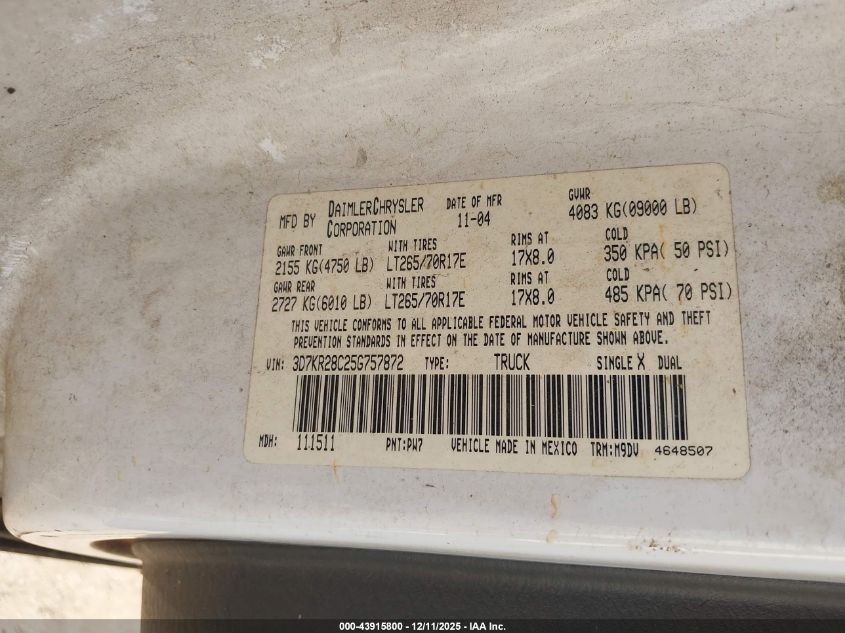 MFD BY DAIMLERCHRYSLER CORPORATION DATE OF MFR 11-04 GVWR 4083 KG(09000 LB)
GAWR FRONT WITH TIRES RIMS AT COLD
2155 KG(4750 LB) LT265/70R17E 17X8.0 350 KPA( 50 PSI)
GAWR REAR WITH TIRES RIMS AT COLD
2727 KG(6010 LB) LT265/70R17E 17X8.0 485 KPA( 70 PSI)
THIS VEHICLE CONFORMS TO ALL APPLICABLE FEDERAL MOTOR VEHICLE SAFETY AND THEFT
PREVENTION STANDARDS IN EFFECT ON THE DATE OF MANUFACTURE SHOWN ABOVE.
VIN: 3D7KR28C25G757872 TYPE: TRUCK SINGLE X DUAL
MDH: 111511 PNT:PW7 VEHICLE MADE IN MEXICO TRM:M9DV 4648507
000-43915800 - 12/11/2025 - IAA Inc.